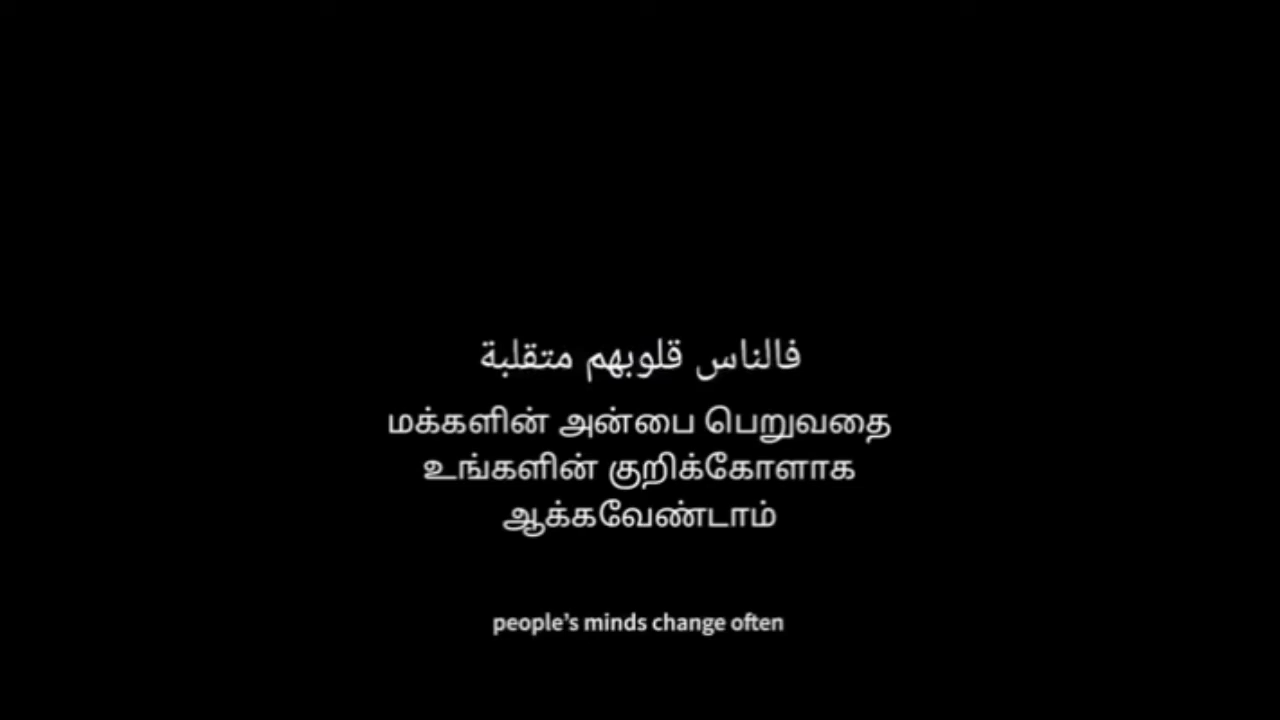 فالناس قلوبهم متقلبة
மக்களின் அன்பை பெறுவதை
உங்களின் குறிக்கோளாக
ஆக்கவேண்டாம்
people’s minds change often